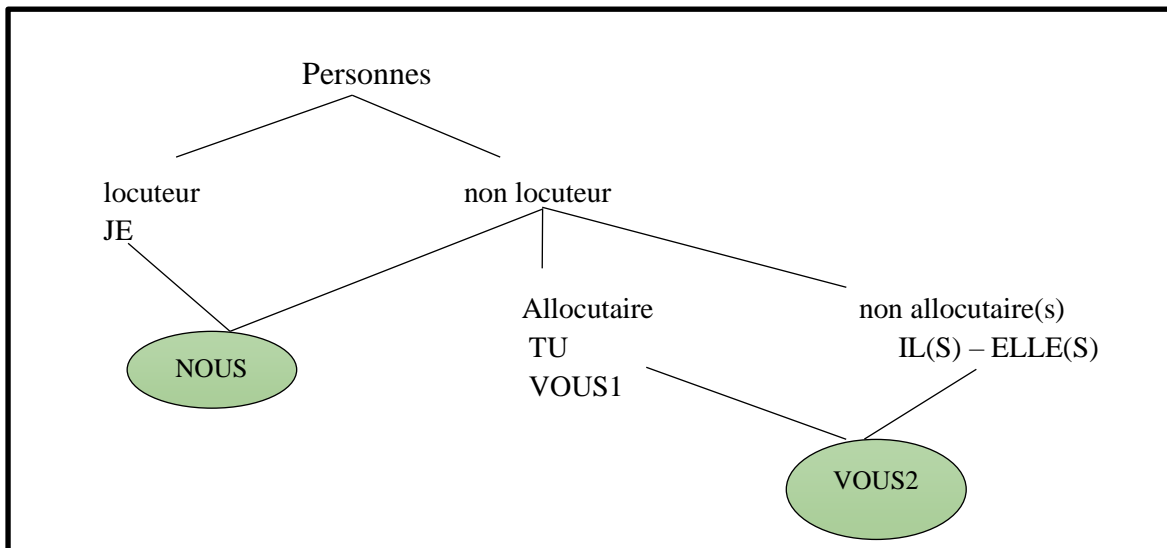 Personnes
locuteur
non locuteur
JE
Allocutaire
non allocutaire(s)
TU
IL(S) – ELLE(S)
NOUS
VOUS1
VOUS2